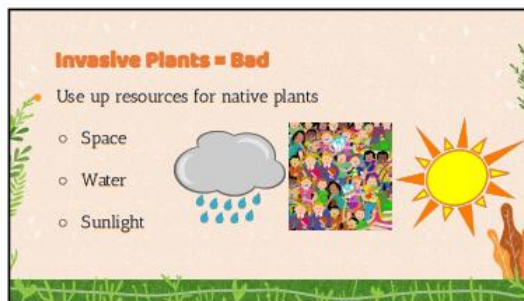 Invasive Plants = Bad
Use up resources for native plants
Space
Water
Sunlight